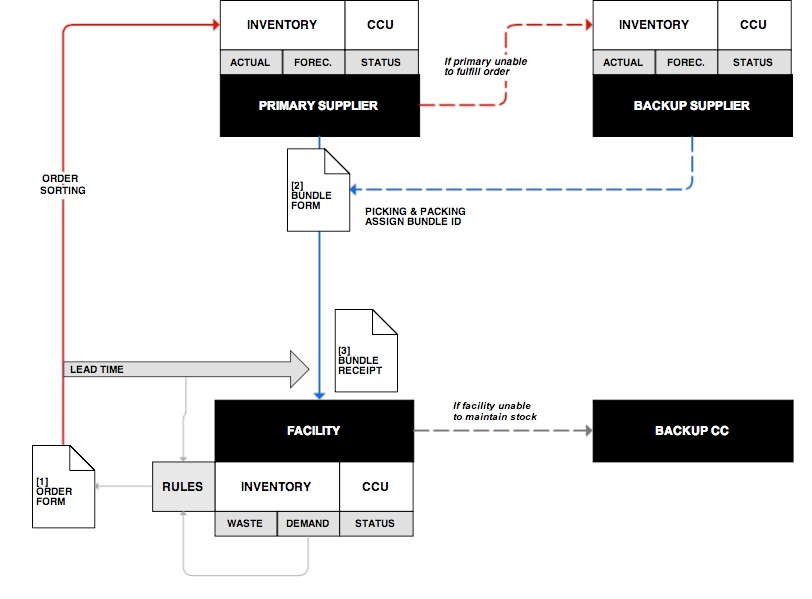 INVENTORY
CCU
INVENTORY
CCU
ACTUAL
FOREC.
STATUS
ACTUAL
FOREC.
STATUS
If primary unable
to fulfill order
PRIMARY SUPPLIER
BACKUP SUPPLIER
ORDER
SORTING
[2]
BUNDLE
FORM
PICKING & PACKING
ASSIGN BUNDLE ID
[3]
BUNDLE
RECEIPT
LEAD TIME
FACILITY
If facility unable
to maintain stock
BACKUP CC
[1]
ORDER
FORM
RULES
INVENTORY
CCU
WASTE
DEMAND
STATUS